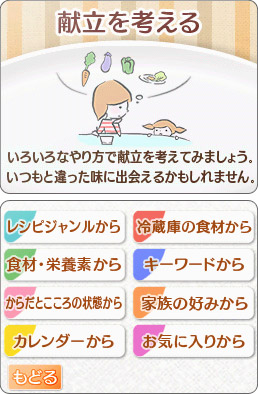 献立を考える
いろいろなやり方で献立を考えてみましょう。
いつもと違った味に出会えるかもしれません。
レシピジャンルから
冷蔵庫の食材から
食材・栄養素から
キーワードから
からだとこころの状態から
家族の好みから
カレンダーから
お気に入りから
もどる